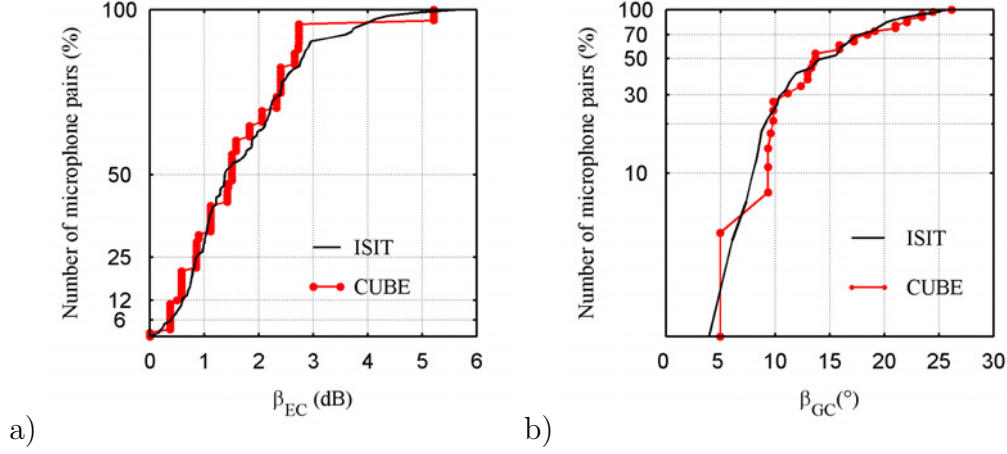 Number of microphone pairs (%)
100
50
25
12
6
0
1
2
3
4
5
6
ISIT
CUBE
β_EC (dB)
a)
Number of microphone pairs (%)
100
70
50
30
10
0
5
10
15
20
25
30
ISIT
CUBE
β_GC(°)
b)